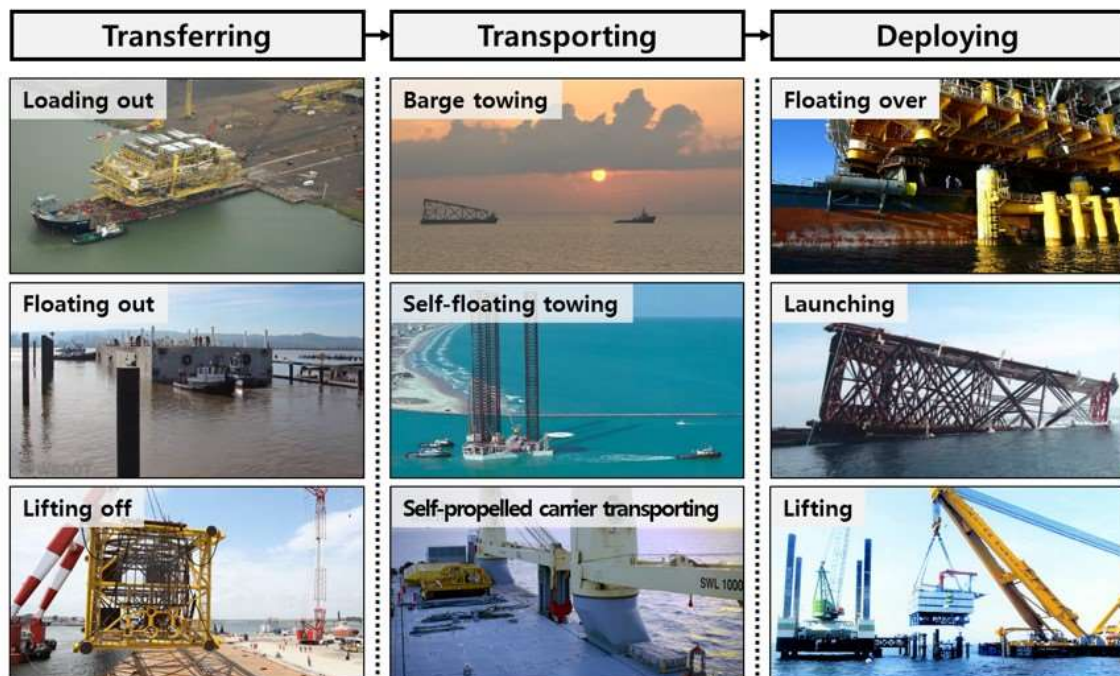 Transferring
Transporting
Deploying
Loading out
Barge towing
Floating over
Floating out
Self-floating towing
Launching
WSDOT
Lifting off
Self-propelled carrier transporting
SWL 1000
Lifting